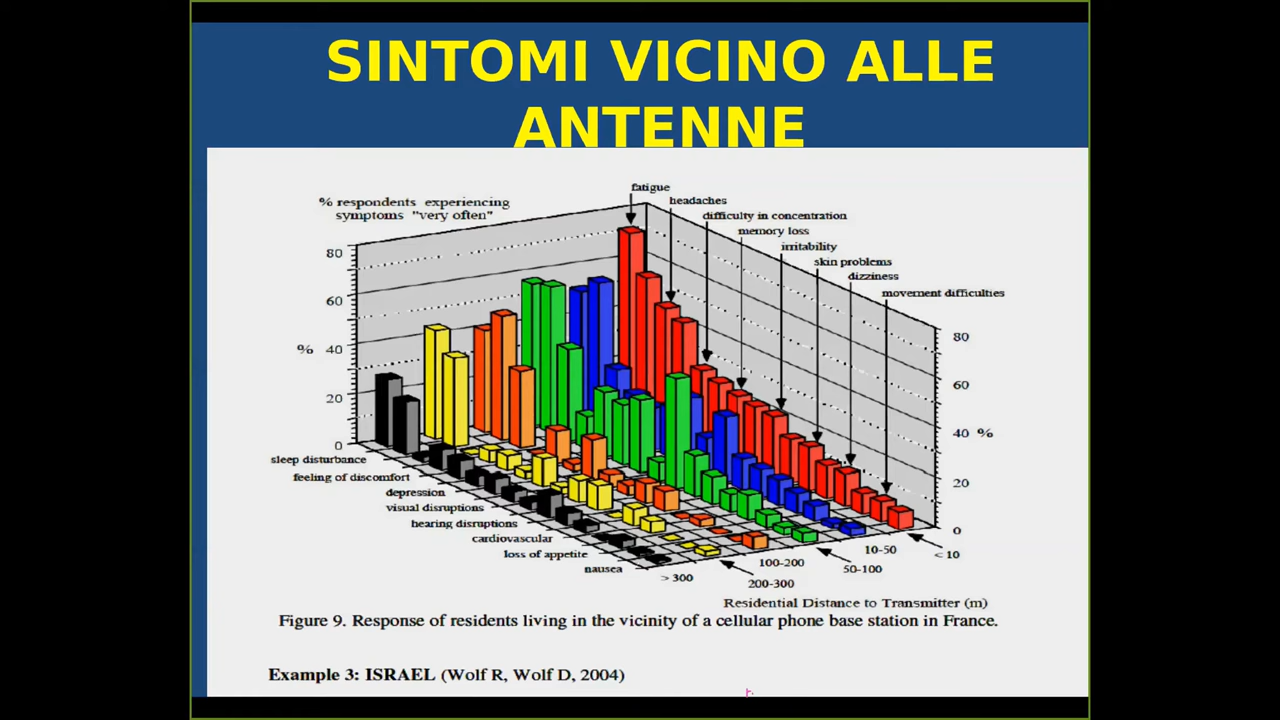 SINTOMI VICINO ALLE
ANTENNE
% respondents experiencing
symptoms "very often"
fatigue
headaches
difficulty in concentration
memory loss
irritability
skin problems
dizziness
movement difficulties
80
60
% 40
20
0
80
60
40 %
20
0
sleep disturbance
feeling of discomfort
depression
visual disruptions
hearing disruptions
cardiovascular
loss of appetite
nausea
> 300
200-300
100-200
50-100
10-50
< 10
Residential Distance to Transmitter (m)
Figure 9. Response of residents living in the vicinity of a cellular phone base station in France.
Example 3: ISRAEL (Wolf R, Wolf D, 2004)